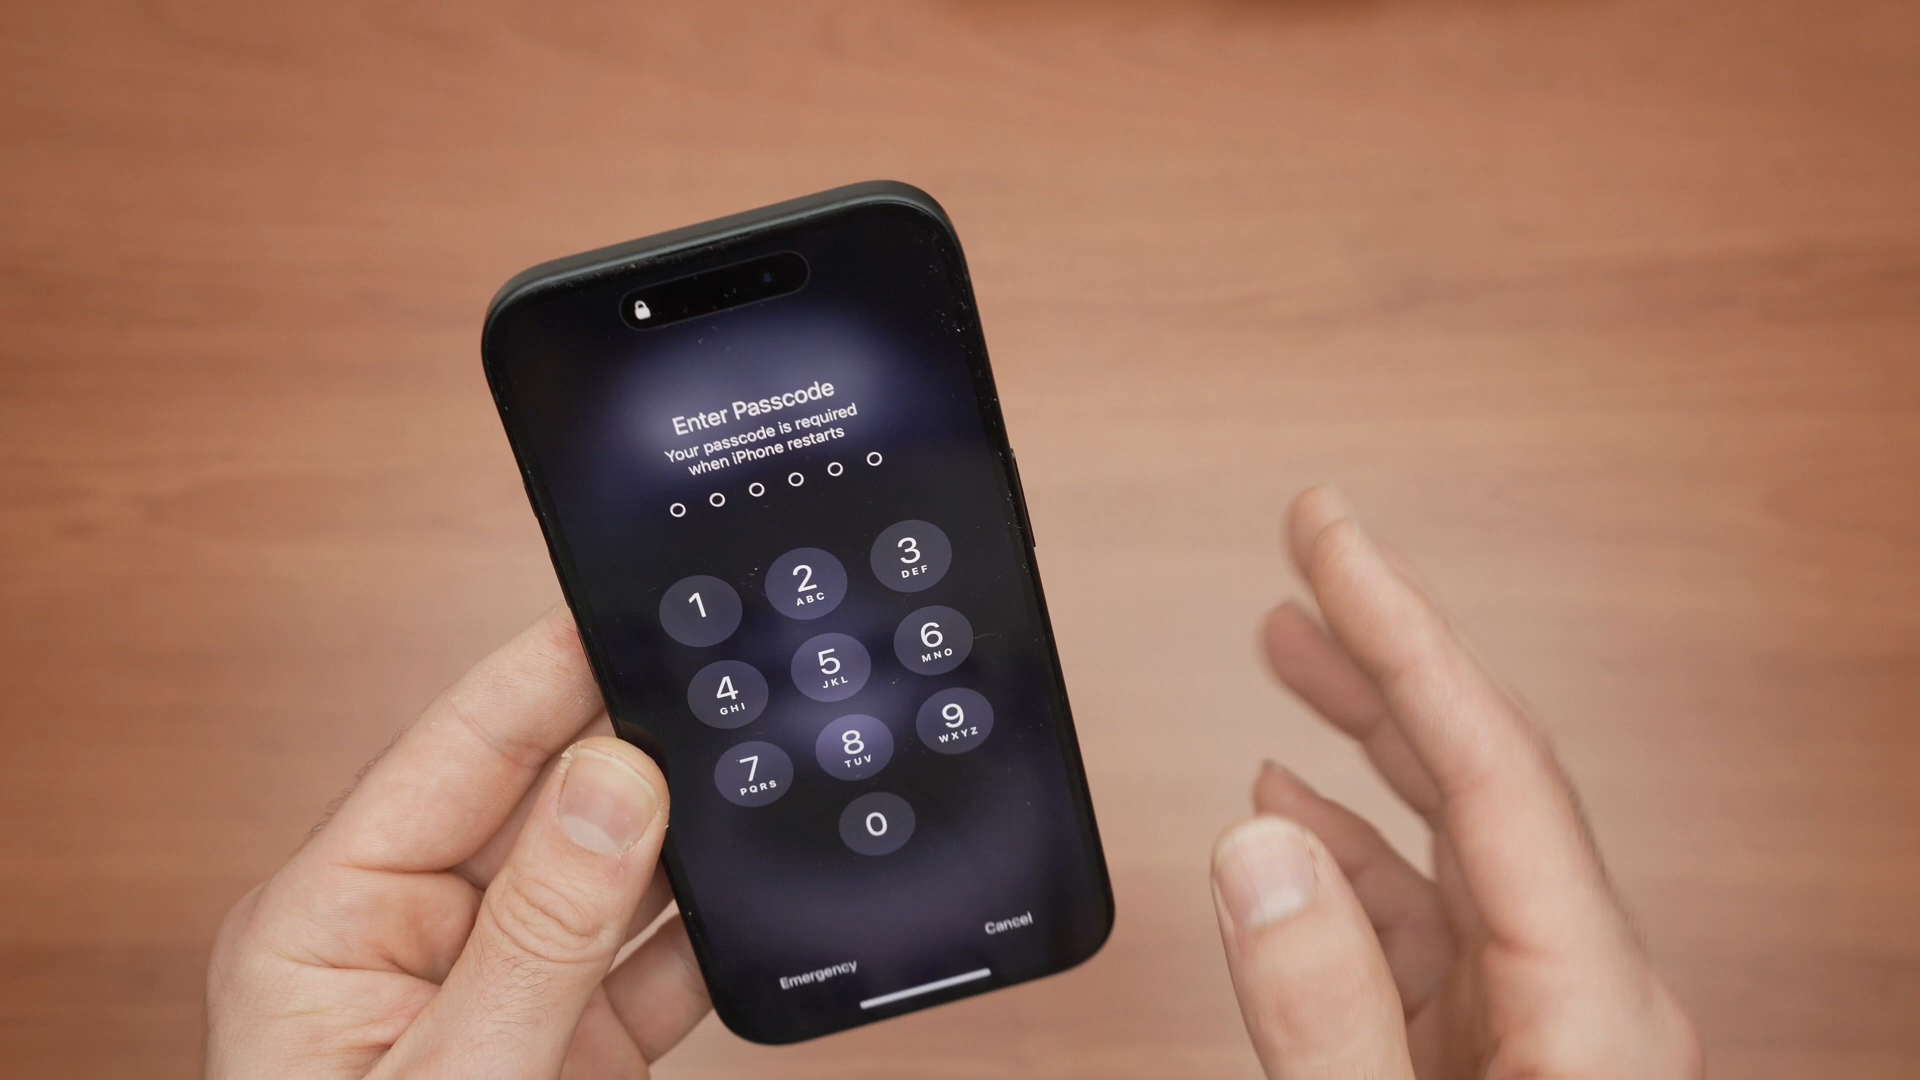 Enter Passcode
Your passcode is required
when iPhone restarts
1
2
ABC
3
DEF
4
GHI
5
JKL
6
MNO
7
PQRS
8
TUV
9
WXYZ
0
Emergency
Cancel